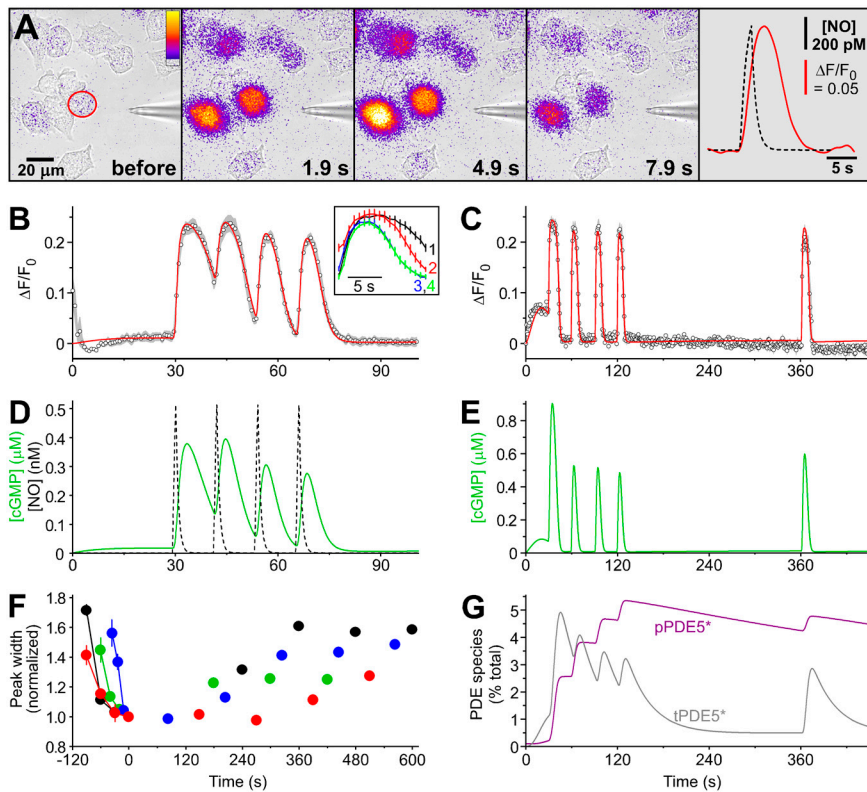 A
20 μm
before
1.9 s
4.9 s
7.9 s
[NO]
200 pM
ΔF/F0
= 0.05
5 s
B
ΔF/F0
0.2
0.1
0
0
30
60
90
1
2
3,4
5 s
C
ΔF/F0
0.2
0.1
0
0
120
240
360
D
[cGMP] (μM)
[NO] (nM)
0.5
0.4
0.3
0.2
0.1
0
0
30
60
90
E
[cGMP] (μM)
0.8
0.6
0.4
0.2
0
0
120
240
360
F
Peak width
(normalized)
1.8
1.6
1.4
1.2
1.0
0.8
-120
0
120
240
360
480
600
Time (s)
G
PDE species
(% total)
5
4
3
2
1
0
pPDE5*
tPDE5*
0
120
240
360
Time (s)